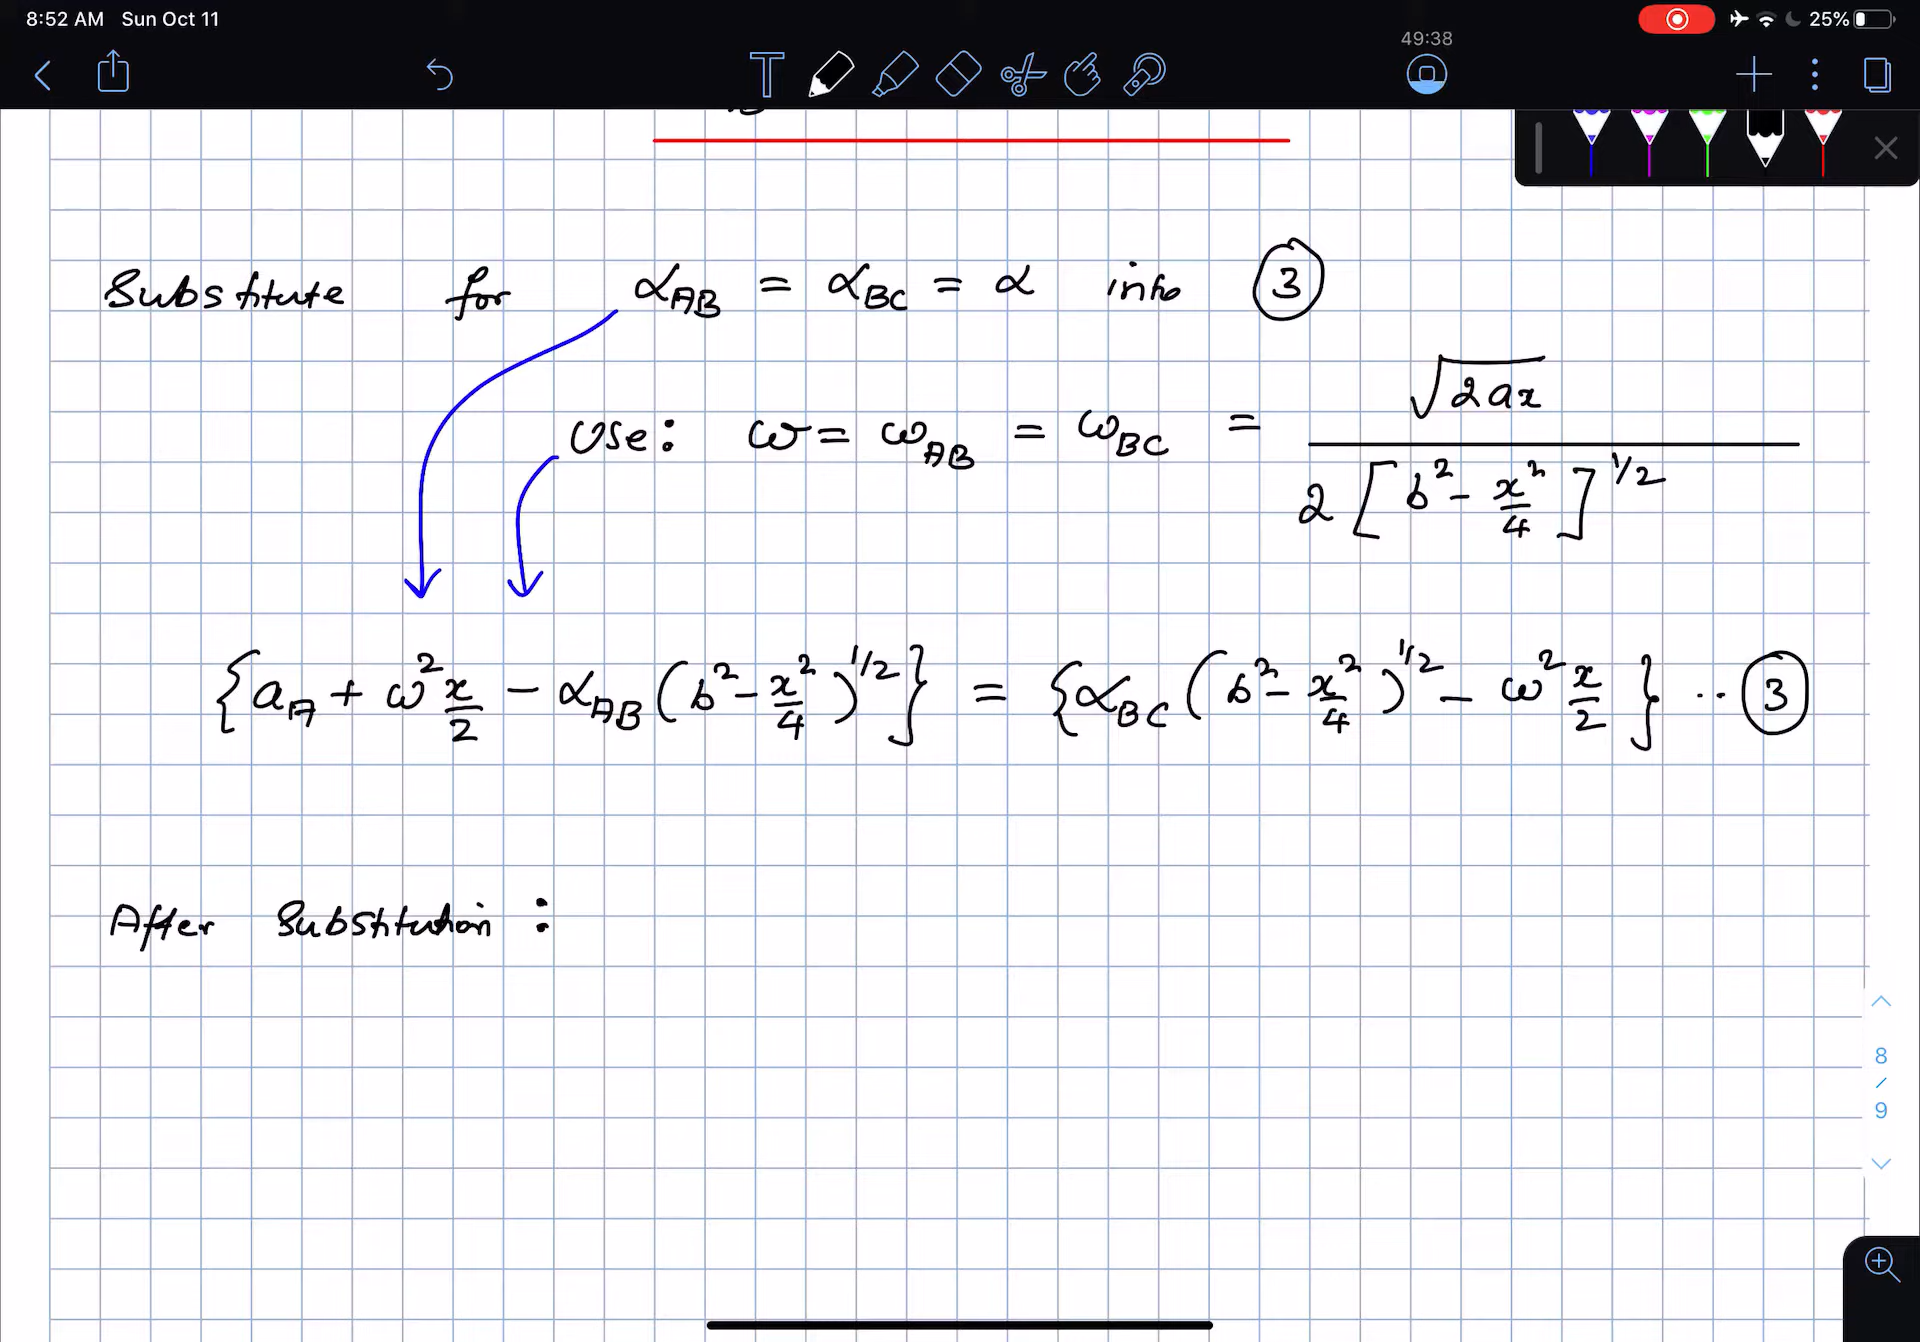 8:52 AM Sun Oct 11
25%
49:38
T
Substitute for α_AB = α_BC = α into ③
Use: ω = ω_AB = ω_BC = √(2ax) / 2[b² - x²/4]^1/2
{a_A + ω² x/2 - α_AB (b² - x²/4)^1/2} = {α_BC (b² - x²/4)^1/2 - ω² x/2} .. ③
After Substitution :
8
/
9